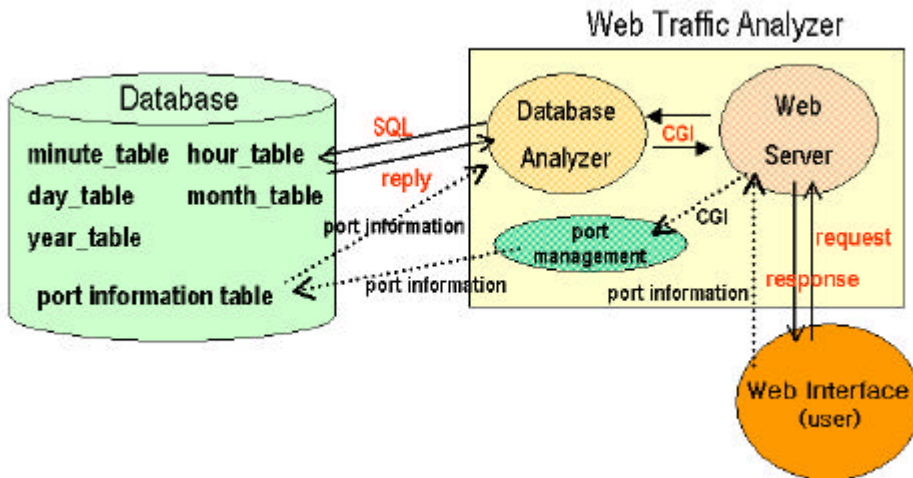 Web Traffic Analyzer
Database
minute_table hour_table
day_table month_table
year_table
port information table
SQL
reply
port information
port information
Database
Analyzer
CGI
Web
Server
CGI
port
management
request
response
port information
Web Interface
(user)